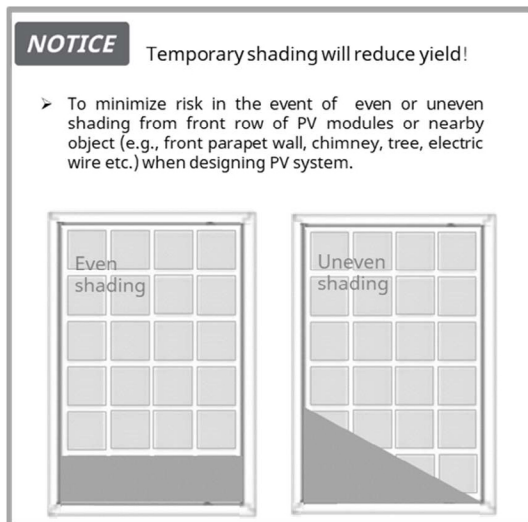 NOTICE
Temporary shading will reduce yield!
➢ To minimize risk in the event of even or uneven
shading from front row of PV modules or nearby
object (e.g., front parapet wall, chimney, tree, electric
wire etc.) when designing PV system.
Even
shading
Uneven
shading